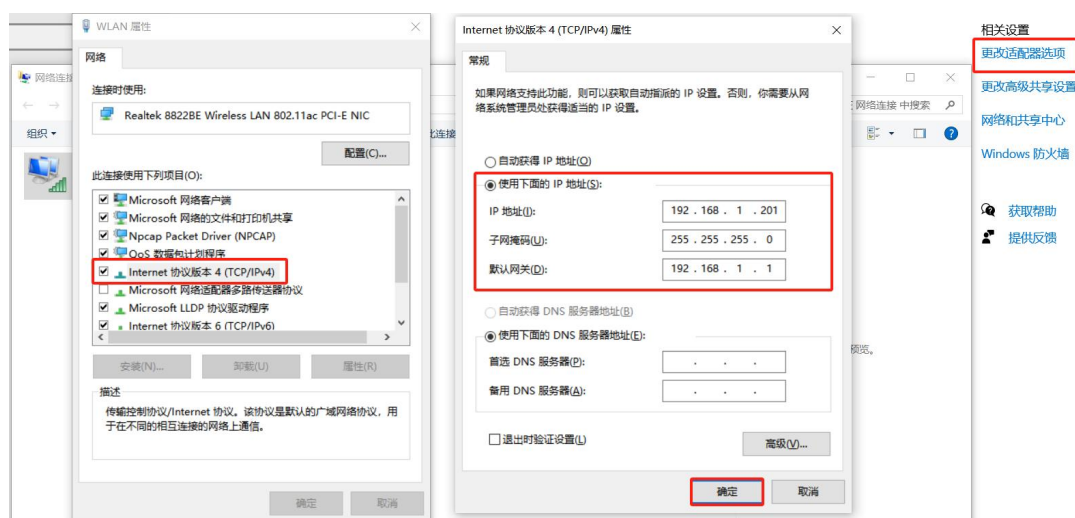 WLAN 属性
网络
连接时使用:
Realtek 8822BE Wireless LAN 802.11ac PCI-E NIC
配置(C)...
此连接使用下列项目(O):
Microsoft 网络客户端
Microsoft 网络的文件和打印机共享
Npcap Packet Driver (NPCAP)
QoS 数据包计划程序
Internet 协议版本 4 (TCP/IPv4)
Microsoft 网络适配器多路传送器协议
Microsoft LLDP 协议驱动程序
Internet 协议版本 6 (TCP/IPv6)
安装(N)...
卸载(U)
属性(R)
描述
传输控制协议/Internet 协议。该协议是默认的广域网络协议，用
于在不同的相互连接的网络上通信。
确定
取消
网络连接
组织
Internet 协议版本 4 (TCP/IPv4) 属性
常规
如果网络支持此功能，则可以获取自动指派的 IP 设置。否则，你需要从网
络系统管理员处获得适当的 IP 设置。
自动获得 IP 地址(O)
使用下面的 IP 地址(S):
IP 地址(I):
192 . 168 . 1 . 201
子网掩码(U):
255 . 255 . 255 . 0
默认网关(D):
192 . 168 . 1 . 1
自动获得 DNS 服务器地址(B)
使用下面的 DNS 服务器地址(E):
首选 DNS 服务器(P):
备用 DNS 服务器(A):
退出时验证设置(L)
高级(V)...
确定
取消
此连接
网络连接 中搜索
预览。
相关设置
更改适配器选项
更改高级共享设置
网络和共享中心
Windows 防火墙
获取帮助
提供反馈